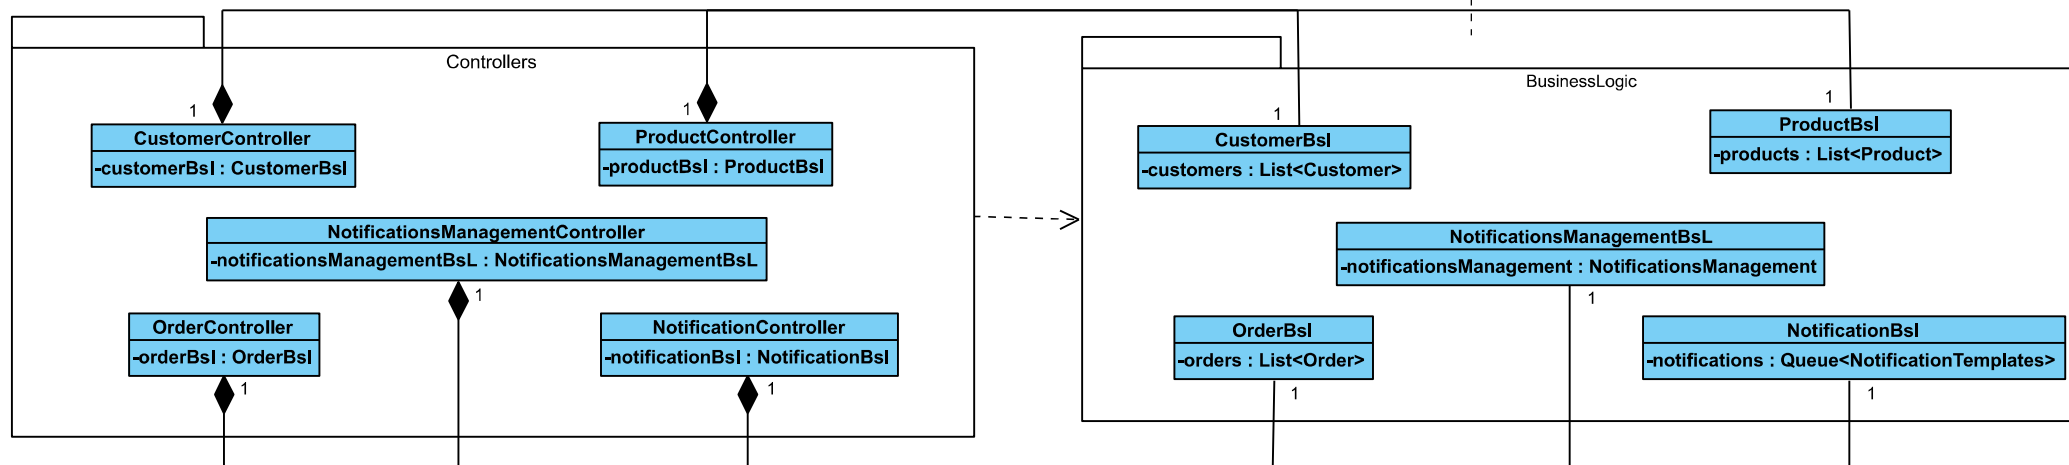 Controllers
1
CustomerController
-customerBsl : CustomerBsl
1
ProductController
-productBsl : ProductBsl
NotificationsManagementController
-notificationsManagementBsL : NotificationsManagementBsL
1
OrderController
-orderBsl : OrderBsl
1
NotificationController
-notificationBsl : NotificationBsl
1
BusinessLogic
1
CustomerBsl
-customers : List<Customer>
1
ProductBsl
-products : List<Product>
NotificationsManagementBsL
-notificationsManagement : NotificationsManagement
1
OrderBsl
-orders : List<Order>
1
NotificationBsl
-notifications : Queue<NotificationTemplates>
1